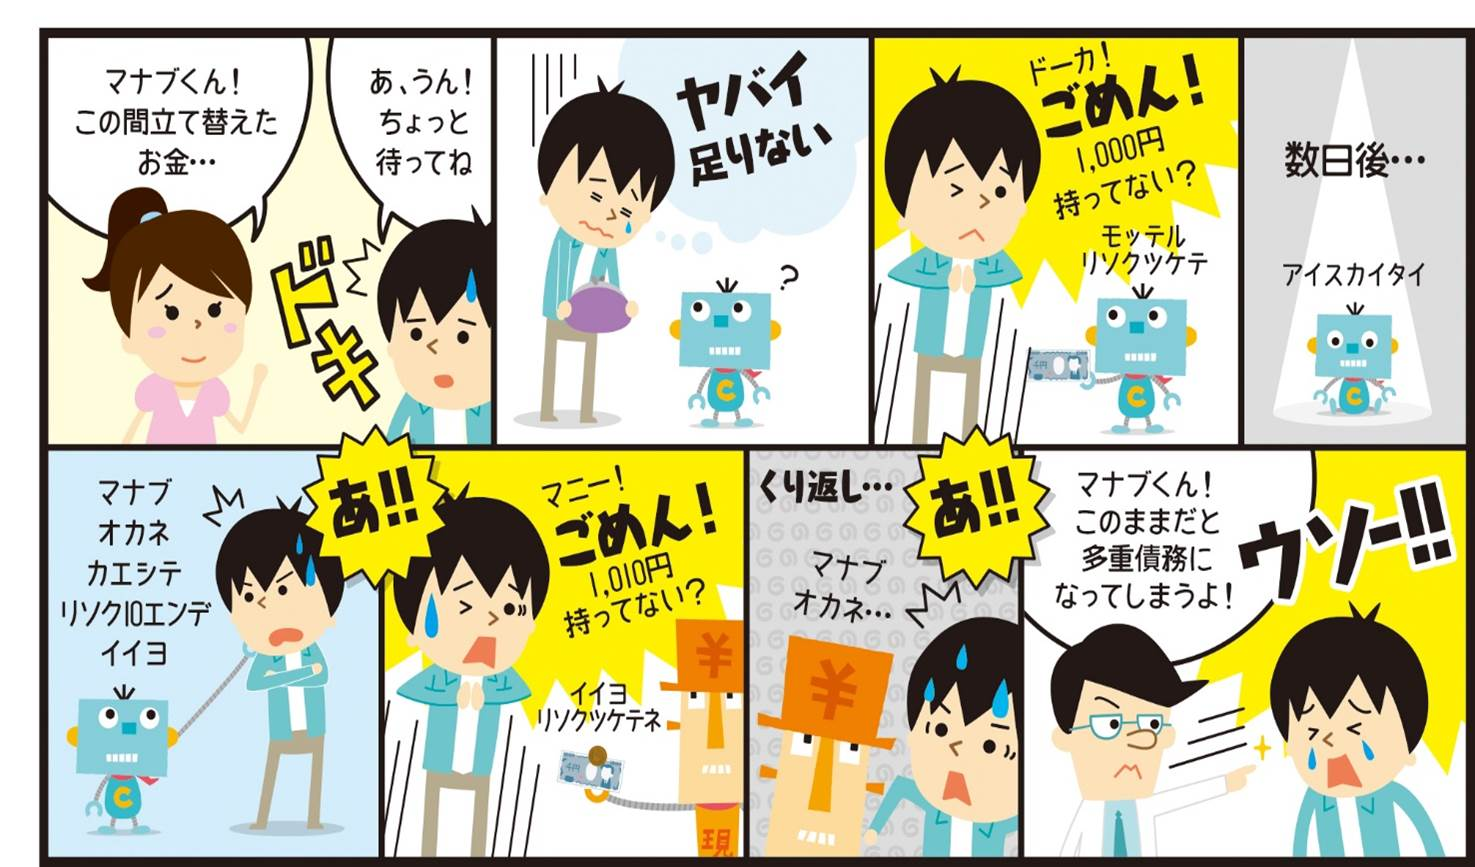 マナブくん！
この間立て替えた
お金…
あ、うん！
ちょっと
待ってね
ドキ
ヤバイ
足りない
?
C
ドーカ！
ごめん！
1,000円
持ってない？
モッテル
リソクツケテ
千円
C
数日後…
アイスカイタイ
C
マナブ
オカネ
カエシテ
リソク10エンデ
イイヨ
C
あ!!
マニー！
ごめん！
1,010円
持ってない？
イイヨ
リソクツケテネ
千円
¥
現
くり返し…
マナブ
オカネ…
¥
あ!!
マナブくん！
このままだと
多重債務に
なってしまうよ！
ウソー!!